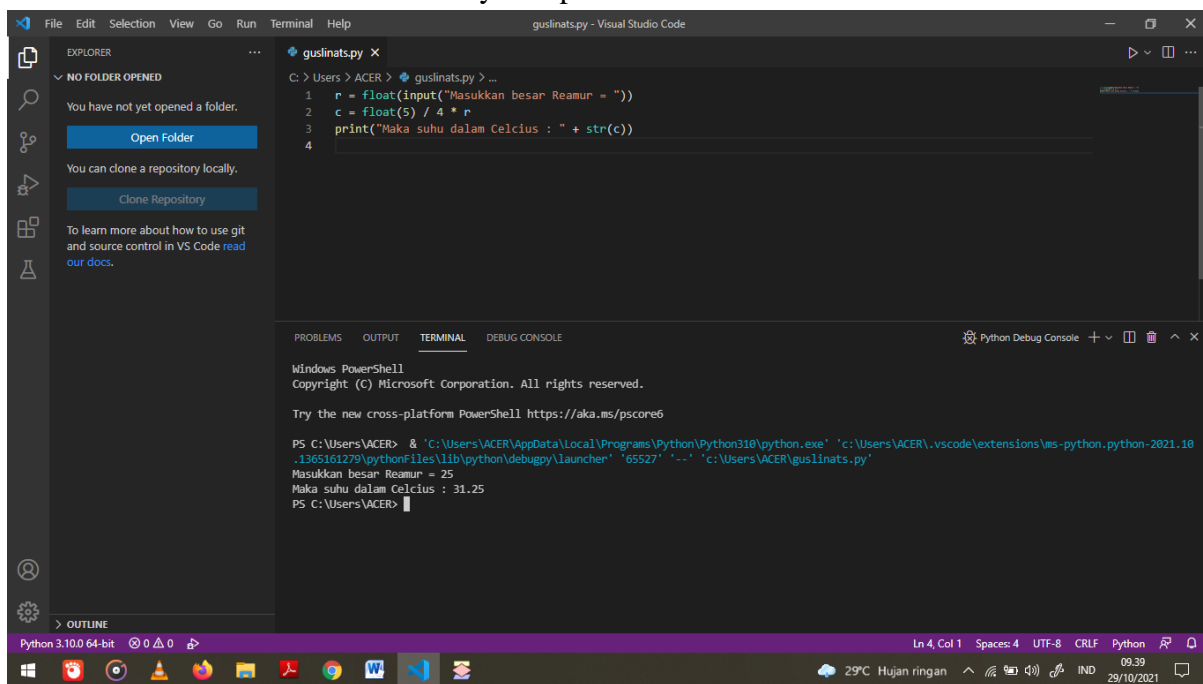 File Edit Selection View Go Run Terminal Help
guslinats.py - Visual Studio Code
EXPLORER
NO FOLDER OPENED
You have not yet opened a folder.
Open Folder
You can clone a repository locally.
Clone Repository
To learn more about how to use git
and source control in VS Code read
our docs.
OUTLINE
guslinats.py
C: > Users > ACER > guslinats.py > ...
1 r = float(input("Masukkan besar Reamur = "))
2 c = float(5) / 4 * r
3 print("Maka suhu dalam Celcius : " + str(c))
4
PROBLEMS OUTPUT TERMINAL DEBUG CONSOLE
Python Debug Console
Windows PowerShell
Copyright (C) Microsoft Corporation. All rights reserved.
Try the new cross-platform PowerShell https://aka.ms/pscore6
PS C:\Users\ACER> & 'C:\Users\ACER\AppData\Local\Programs\Python\Python310\python.exe' 'c:\Users\ACER\.vscode\extensions\ms-python.python-2021.10
.1365161279\pythonFiles\lib\python\debugpy\launcher' '65527' '--' 'c:\Users\ACER\guslinats.py'
Masukkan besar Reamur = 25
Maka suhu dalam Celcius : 31.25
PS C:\Users\ACER>
Python 3.10.0 64-bit 0 0
Ln 4, Col 1 Spaces: 4 UTF-8 CRLF Python
29°C Hujan ringan
IND
09.39
29/10/2021